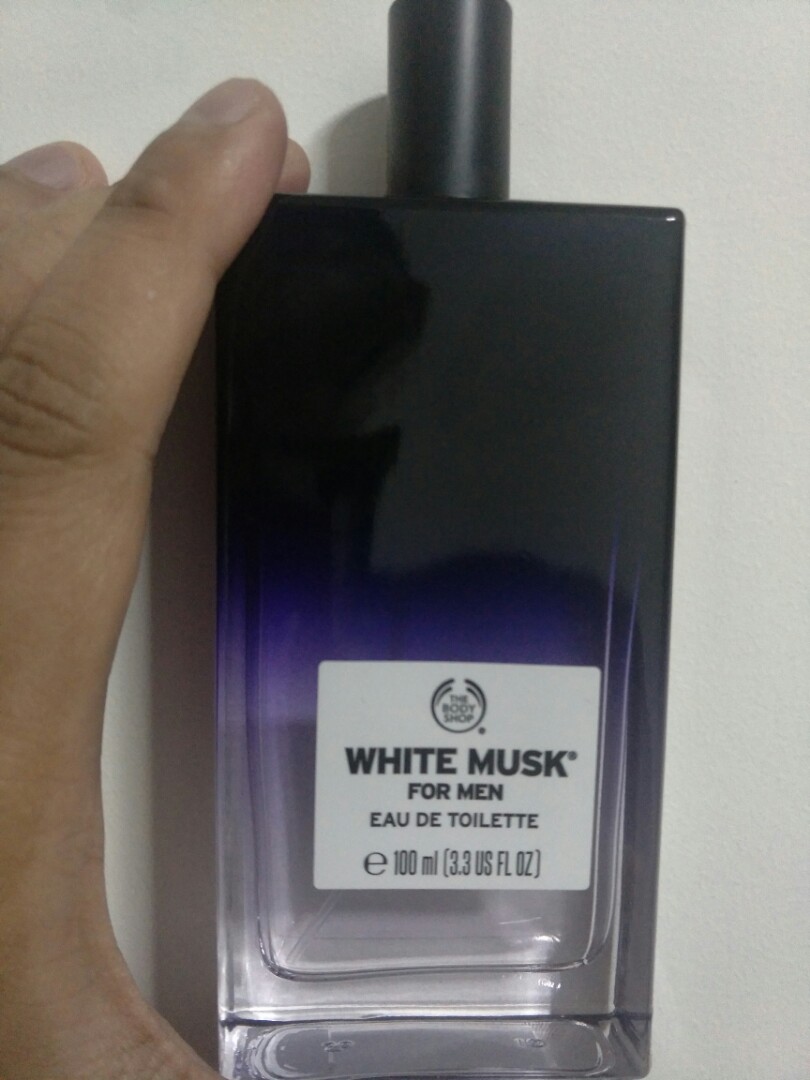 THE
BODY
SHOP
WHITE MUSK®
FOR MEN
EAU DE TOILETTE
℮ 100 ml (3.3 US FL OZ)